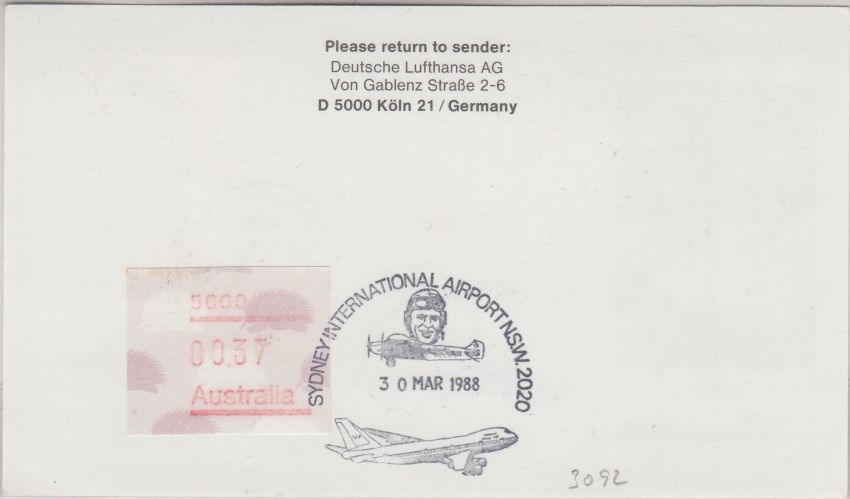 Please return to sender:
Deutsche Lufthansa AG
Von Gablenz Straße 2-6
D 5000 Köln 21 / Germany
5000
00.37
Australia
SYDNEY INTERNATIONAL AIRPORT NSW. 2020
30 MAR 1988
3092